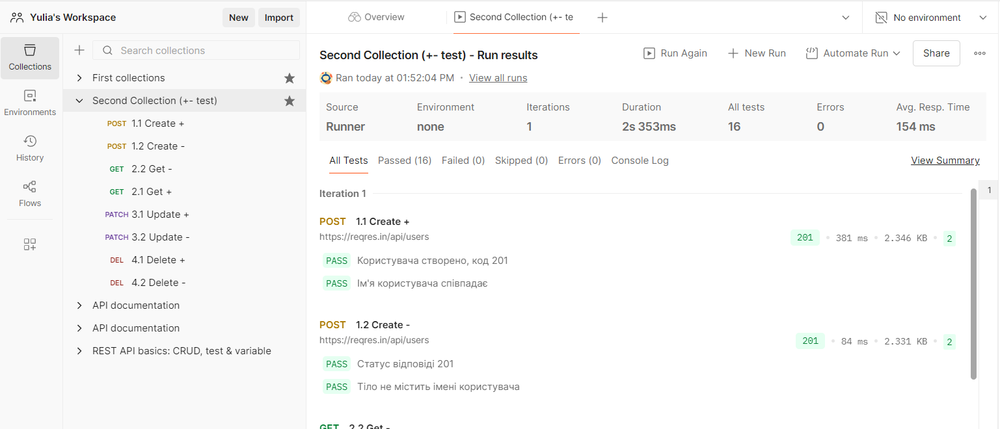 Yulia's Workspace
New
Import
Overview
Second Collection (+- te
No environment
Collections
Environments
History
Flows
Search collections
First collections
Second Collection (+- test)
POST 1.1 Create +
POST 1.2 Create -
GET 2.2 Get -
GET 2.1 Get +
PATCH 3.1 Update +
PATCH 3.2 Update -
DEL 4.1 Delete +
DEL 4.2 Delete -
API documentation
API documentation
REST API basics: CRUD, test & variable
Second Collection (+- test) - Run results
Run Again
New Run
Automate Run
Share
Ran today at 01:52:04 PM · View all runs
Source Environment Iterations Duration All tests Errors Avg. Resp. Time
Runner none 1 2s 353ms 16 0 154 ms
All Tests Passed (16) Failed (0) Skipped (0) Errors (0) Console Log View Summary
Iteration 1
1
POST 1.1 Create +
https://reqres.in/api/users
201 • 381 ms • 2.346 KB • 2
PASS Користувача створено, код 201
PASS Ім'я користувача співпадає
POST 1.2 Create -
https://reqres.in/api/users
201 • 84 ms • 2.331 KB • 2
PASS Статус відповіді 201
PASS Тіло не містить імені користувача
GET 2.2 Get -